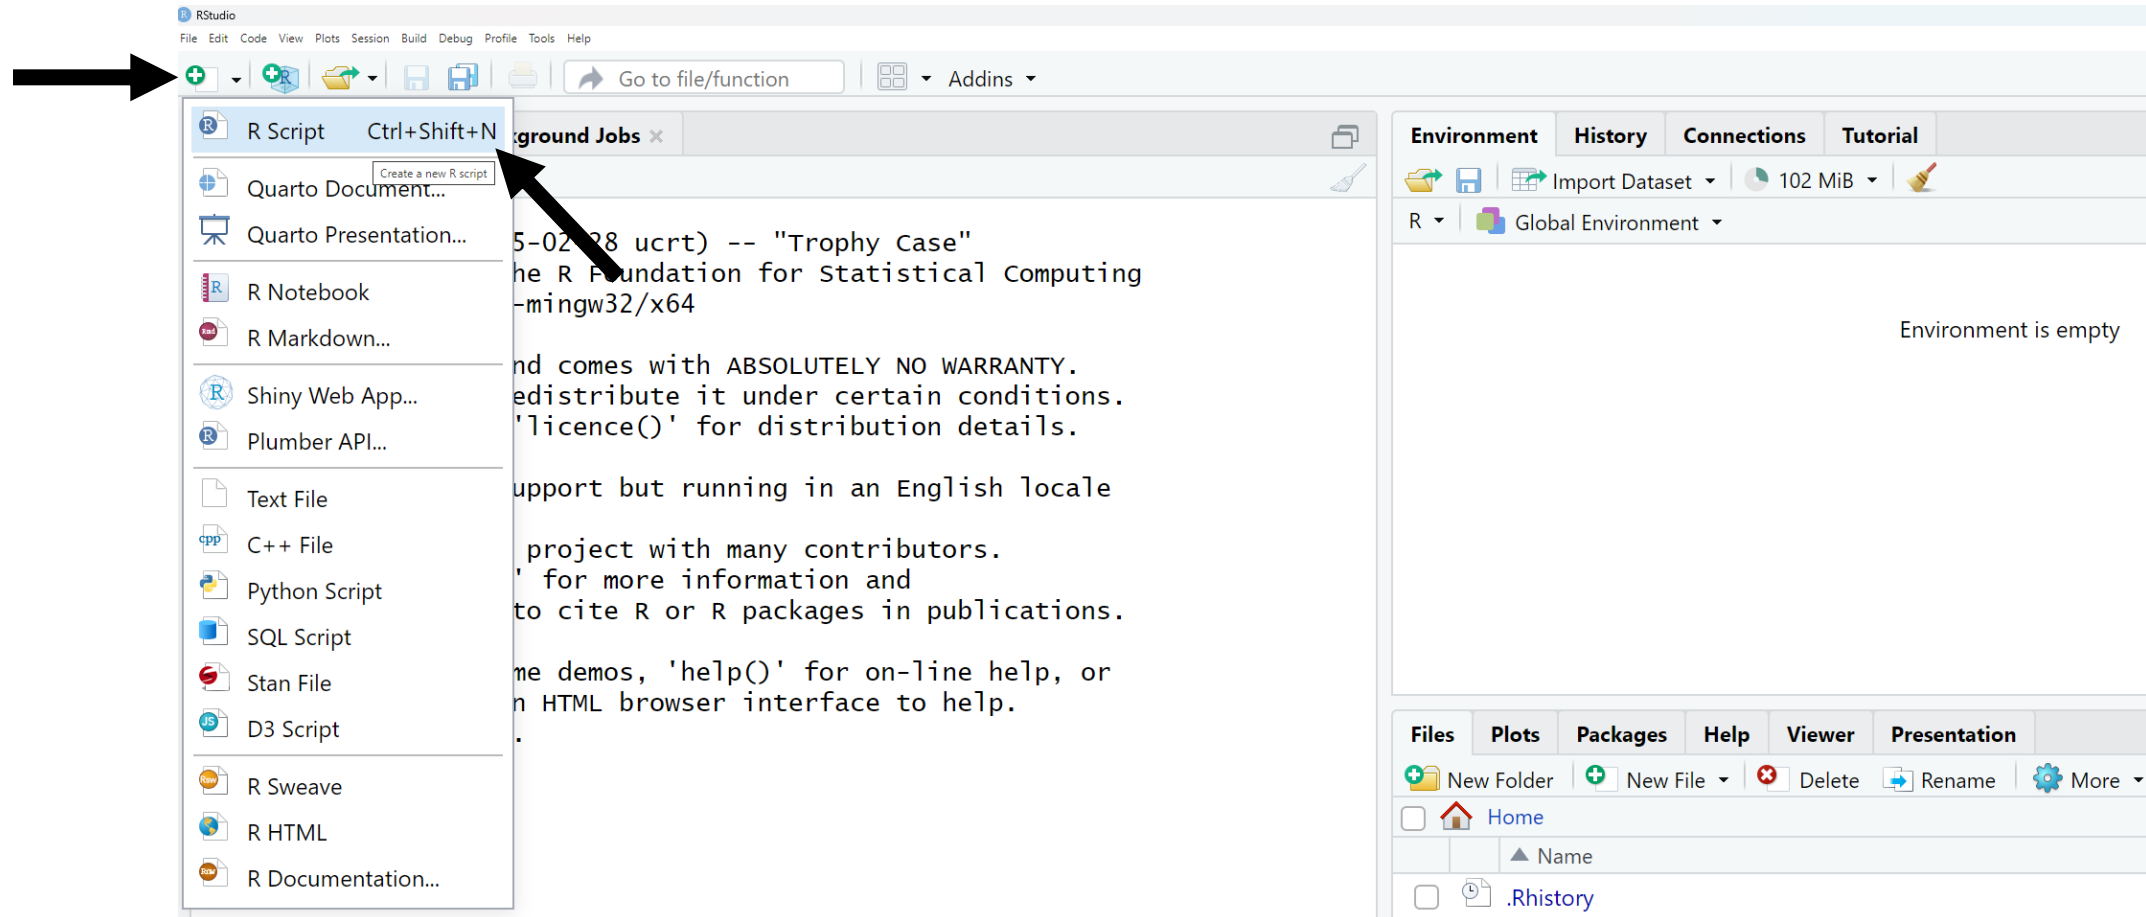 RStudio
File Edit Code View Plots Session Build Debug Profile Tools Help
Go to file/function Addins
R Script Ctrl+Shift+N
Create a new R script
Quarto Document...
Quarto Presentation...
R Notebook
R Markdown...
Shiny Web App...
Plumber API...
Text File
C++ File
Python Script
SQL Script
Stan File
D3 Script
R Sweave
R HTML
R Documentation...
kground Jobs
5-02-28 ucrt) -- "Trophy Case"
he R Foundation for Statistical Computing
-mingw32/x64
nd comes with ABSOLUTELY NO WARRANTY.
edistribute it under certain conditions.
'licence()' for distribution details.
upport but running in an English locale
project with many contributors.
' for more information and
to cite R or R packages in publications.
me demos, 'help()' for on-line help, or
n HTML browser interface to help.
.
Environment History Connections Tutorial
Import Dataset 102 MiB
R Global Environment
Environment is empty
Files Plots Packages Help Viewer Presentation
New Folder New File Delete Rename More
Home
Name
.Rhistory